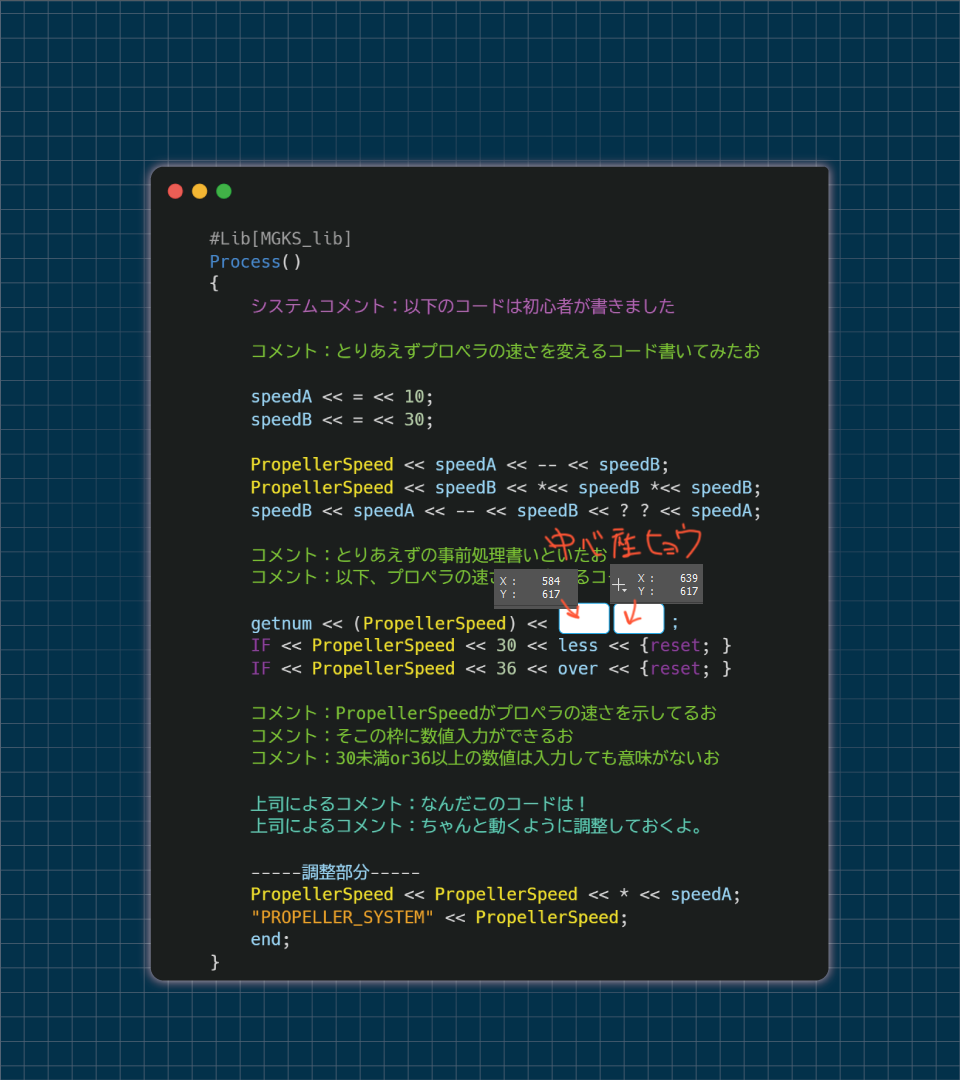 #Lib[MGKS_lib]
Process()
{
システムコメント：以下のコードは初心者が書きました
コメント：とりあえずプロペラの速さを変えるコード書いてみたお
speedA << = << 10;
speedB << = << 30;
PropellerSpeed << speedA << -- << speedB;
PropellerSpeed << speedB << *<< speedB *<< speedB;
speedB << speedA << -- << speedB << ? ? << speedA;
中心座ヒョウ
コメント：とりあえずの事前処理書いといたお
コメント：以下、プロペラの速さ るコ
X : 584
Y : 617
X : 639
Y : 617
getnum << (PropellerSpeed) << ;
IF << PropellerSpeed << 30 << less << {reset; }
IF << PropellerSpeed << 36 << over << {reset; }
コメント：PropellerSpeedがプロペラの速さを示してるお
コメント：そこの枠に数値入力ができるお
コメント：30未満or36以上の数値は入力しても意味がないお
上司によるコメント：なんだこのコードは！
上司によるコメント：ちゃんと動くように調整しておくよ。
-----調整部分-----
PropellerSpeed << PropellerSpeed << * << speedA;
"PROPELLER_SYSTEM" << PropellerSpeed;
end;
}